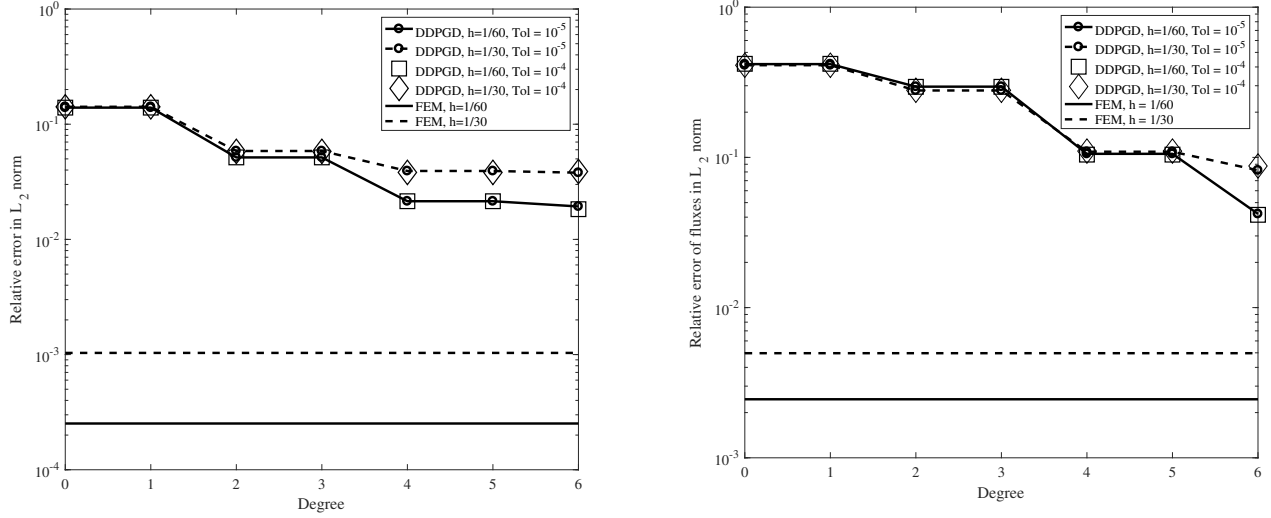 10^0
10^-1
10^-2
10^-3
10^-4
Relative error in L_2 norm
0 1 2 3 4 5 6
Degree
DDPGD, h=1/60, Tol = 10^-5
DDPGD, h=1/30, Tol = 10^-5
DDPGD, h=1/60, Tol = 10^-4
DDPGD, h=1/30, Tol = 10^-4
FEM, h=1/60
FEM, h=1/30
10^0
10^-1
10^-2
10^-3
Relative error of fluxes in L_2 norm
0 1 2 3 4 5 6
Degree
DDPGD, h=1/60, Tol = 10^-5
DDPGD, h=1/30, Tol = 10^-5
DDPGD, h=1/60, Tol = 10^-4
DDPGD, h=1/30, Tol = 10^-4
FEM, h = 1/60
FEM, h = 1/30